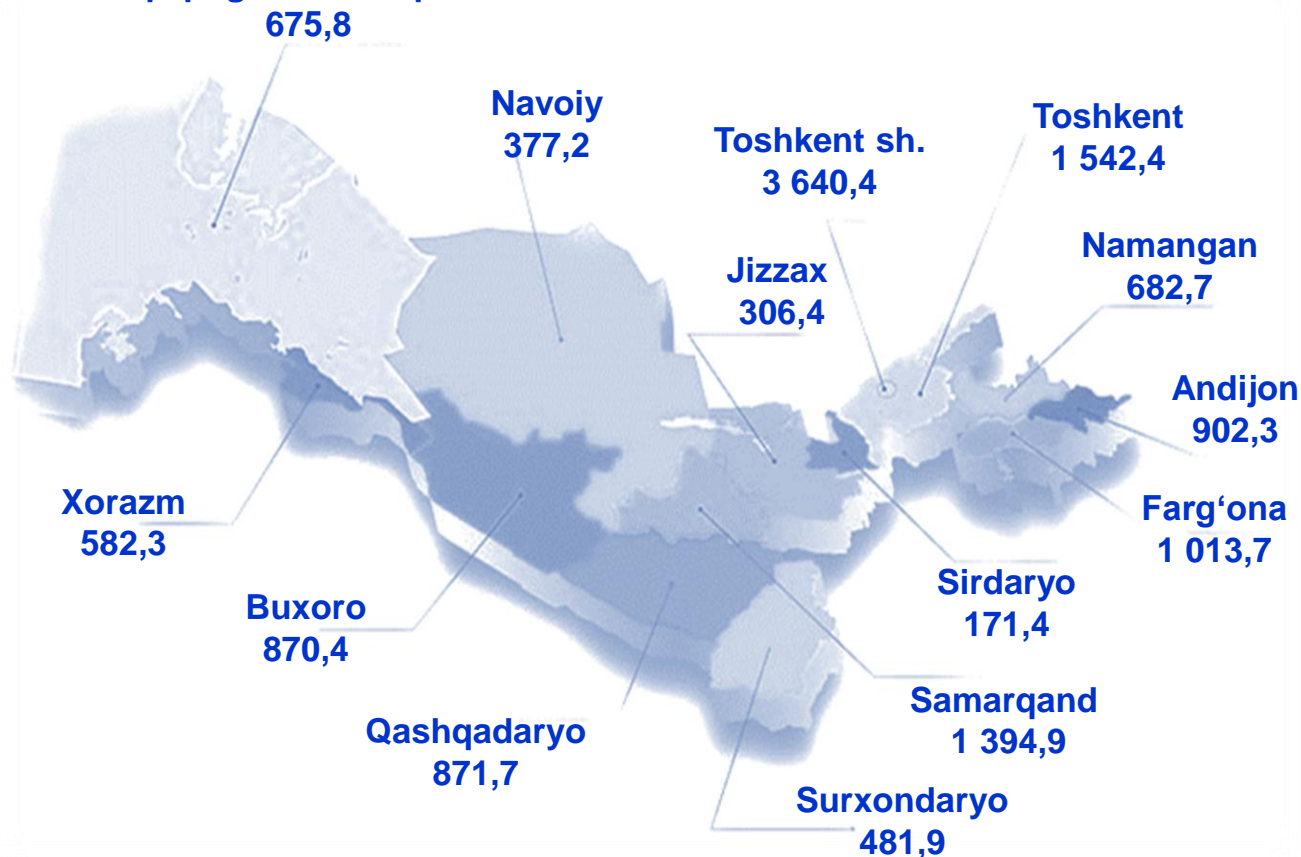 675,8
Navoiy
377,2
Toshkent sh.
3 640,4
Toshkent
1 542,4
Namangan
682,7
Jizzax
306,4
Andijon
902,3
Farg‘ona
1 013,7
Xorazm
582,3
Sirdaryo
171,4
Buxoro
870,4
Samarqand
1 394,9
Qashqadaryo
871,7
Surxondaryo
481,9